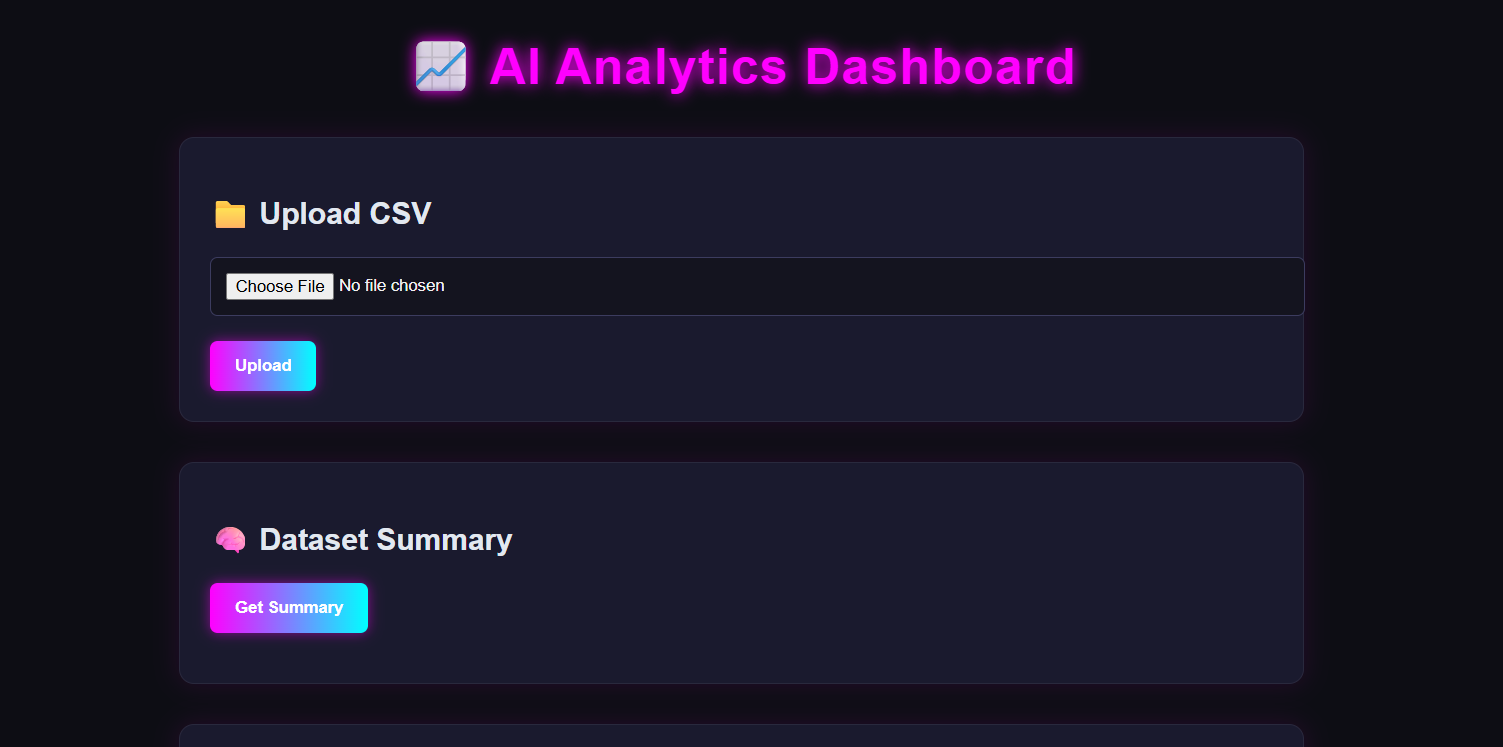 AI Analytics Dashboard
Upload CSV
Choose File No file chosen
Upload
Dataset Summary
Get Summary